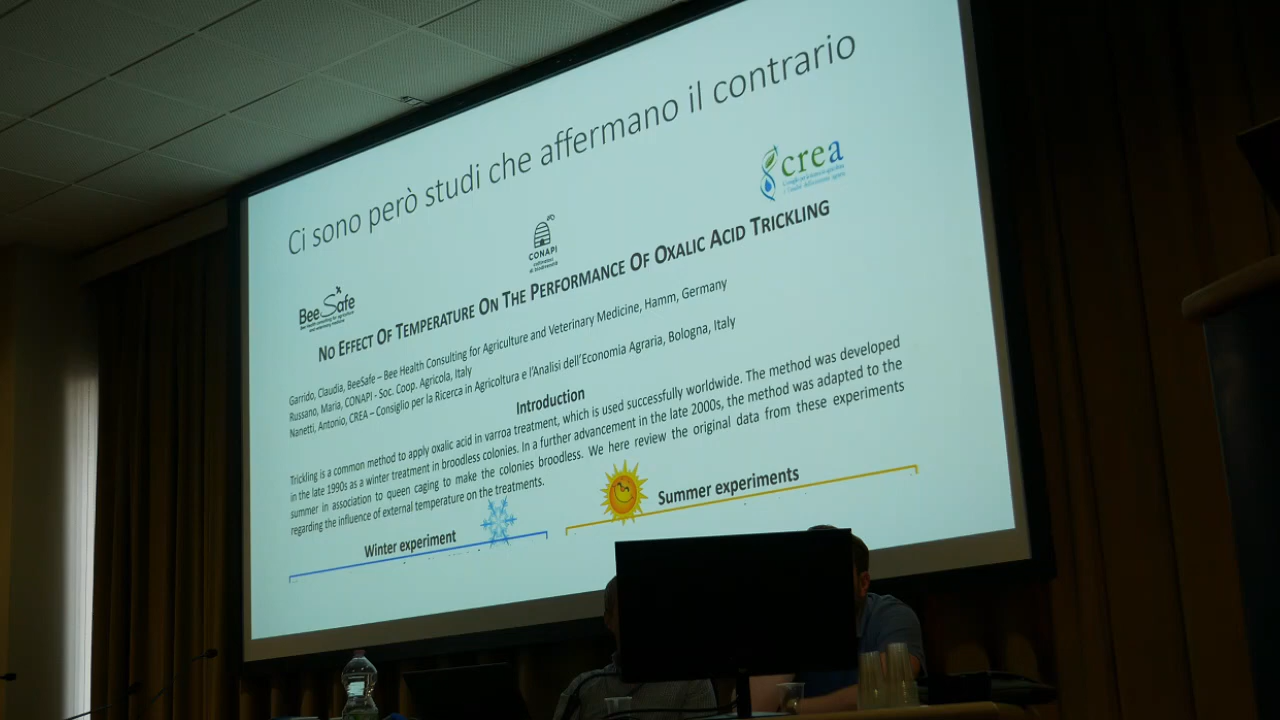 Ci sono però studi che affermano il contrario
crea
CONAPI
BeeSafe
NO EFFECT OF TEMPERATURE ON THE PERFORMANCE OF OXALIC ACID TRICKLING
Garrido, Claudia, BeeSafe – Bee Health Consulting for Agriculture and Veterinary Medicine, Hamm, Germany
Russano, Maria, CONAPI - Soc. Coop. Agricola, Italy
Nanetti, Antonio, CREA – Consiglio per la Ricerca in Agricoltura e l'Analisi dell'Economia Agraria, Bologna, Italy
Introduction
Trickling is a common method to apply oxalic acid in varroa treatment, which is used successfully worldwide. The method was developed
in the late 1990s as a winter treatment in broodless colonies. In a further advancement in the late 2000s, the method was adapted to the
summer in association to queen caging to make the colonies broodless. We here review the original data from these experiments
regarding the influence of external temperature on the treatments.
Winter experiment
Summer experiments